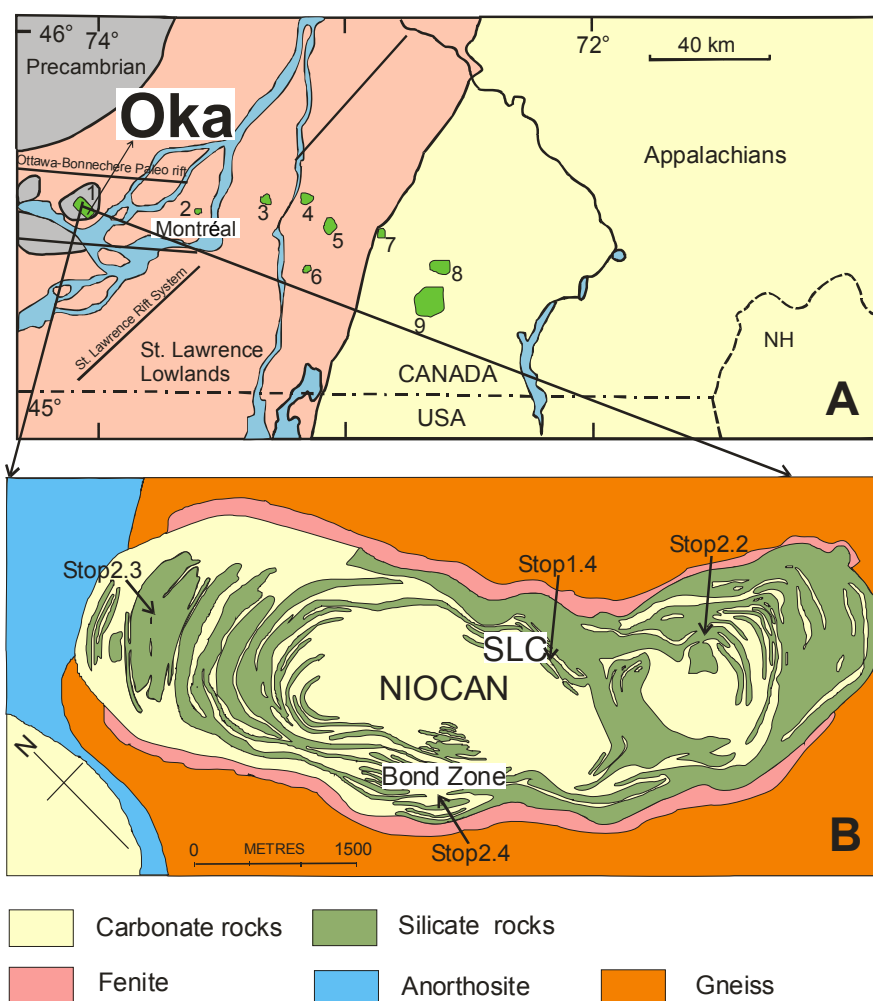 46° 74°
72°
40 km
Precambrian
Oka
Appalachians
Ottawa-Bonnechere Paleo rift
1
2
3
4
5
6
7
8
9
Montréal
St. Lawrence Rift System
St. Lawrence
Lowlands
NH
CANADA
USA
45°
A
Stop2.3
Stop1.4
Stop2.2
SLC
NIOCAN
Bond Zone
N
0 METRES 1500
Stop2.4
B
Carbonate rocks
Silicate rocks
Fenite
Anorthosite
Gneiss